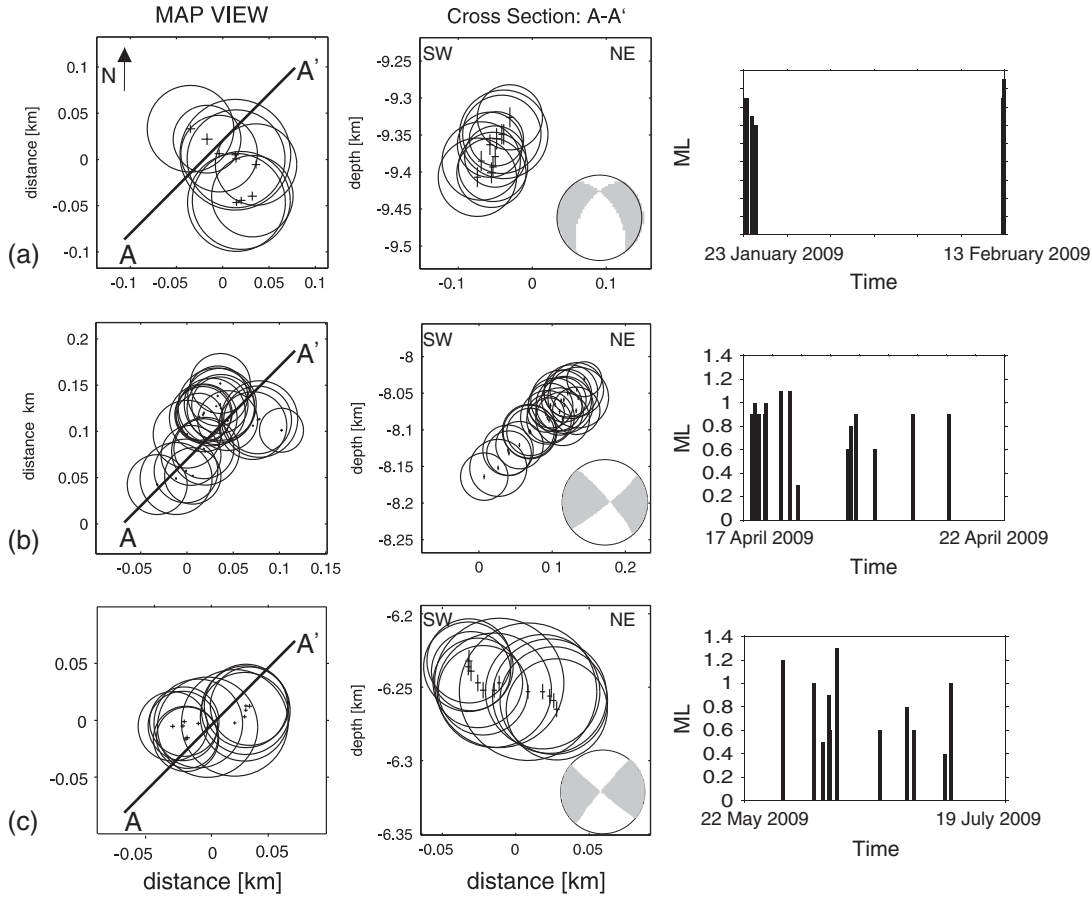 MAP VIEW
Cross Section: A-A'
N
A'
A
0.1
0.05
0
-0.05
-0.1
distance [km]
-0.1 -0.05 0 0.05 0.1
SW NE
-9.25
-9.3
-9.35
-9.4
-9.45
-9.5
depth [km]
-0.1 0 0.1
ML
23 January 2009 13 February 2009
Time
(a)
A'
A
0.2
0.15
0.1
0.05
0
distance km
-0.05 0 0.05 0.1 0.15
SW NE
-8
-8.05
-8.1
-8.15
-8.2
-8.25
depth [km]
0 0 1 0.2
1.4
1.2
1
0.8
0.6
0.4
0.2
0
ML
17 April 2009 22 April 2009
Time
(b)
A'
A
0.05
0
-0.05
-0.05 0 0.05
distance [km]
SW NE
-6.2
-6.25
-6.3
-6.35
depth [km]
-0.05 0 0.05
distance [km]
1.4
1.2
1
0.8
0.6
0.4
0.2
0
ML
22 May 2009 19 July 2009
Time
(c)